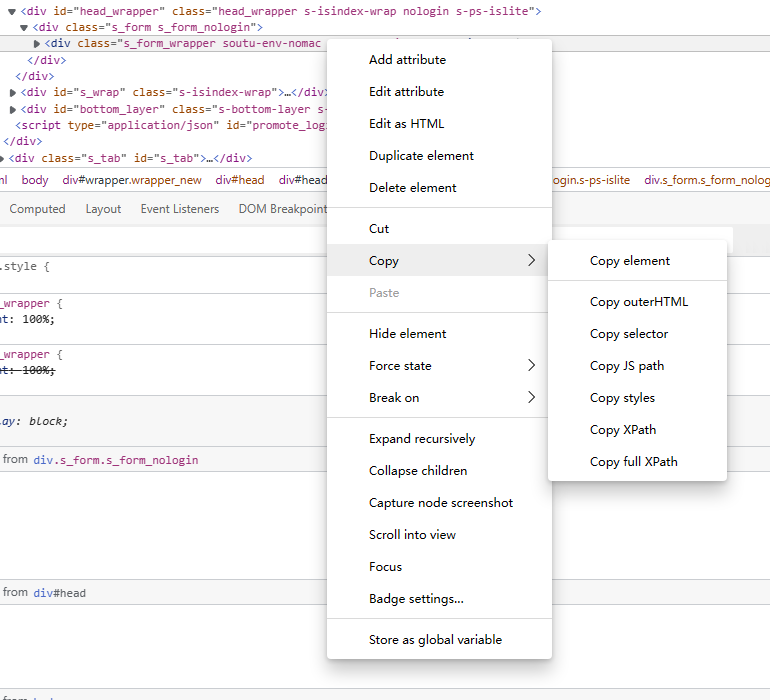 <div id="head_wrapper" class="head_wrapper s-isindex-wrap nologin s-ps-islite">
<div class="s_form s_form_nologin">
<div class="s_form_wrapper soutu-env-nomac
</div>
</div>
<div id="s_wrap" class="s-isindex-wrap">…</div>
<div id="bottom_layer" class="s-bottom-layer s-
<script type="application/json" id="promote_log
</div>
<div class="s_tab" id="s_tab">…</div>
body div#wrapper.wrapper_new div#head div#head ogin.s-ps-islite div.s_form.s_form_nolog
Computed Layout Event Listeners DOM Breakpoint
.style {
_wrapper {
100%;
_wrapper {
100%;
block;
from div.s_form.s_form_nologin
from div#head
Add attribute
Edit attribute
Edit as HTML
Duplicate element
Delete element
Cut
Copy
Paste
Hide element
Force state
Break on
Expand recursively
Collapse children
Capture node screenshot
Scroll into view
Focus
Badge settings...
Store as global variable
Copy element
Copy outerHTML
Copy selector
Copy JS path
Copy styles
Copy XPath
Copy full XPath